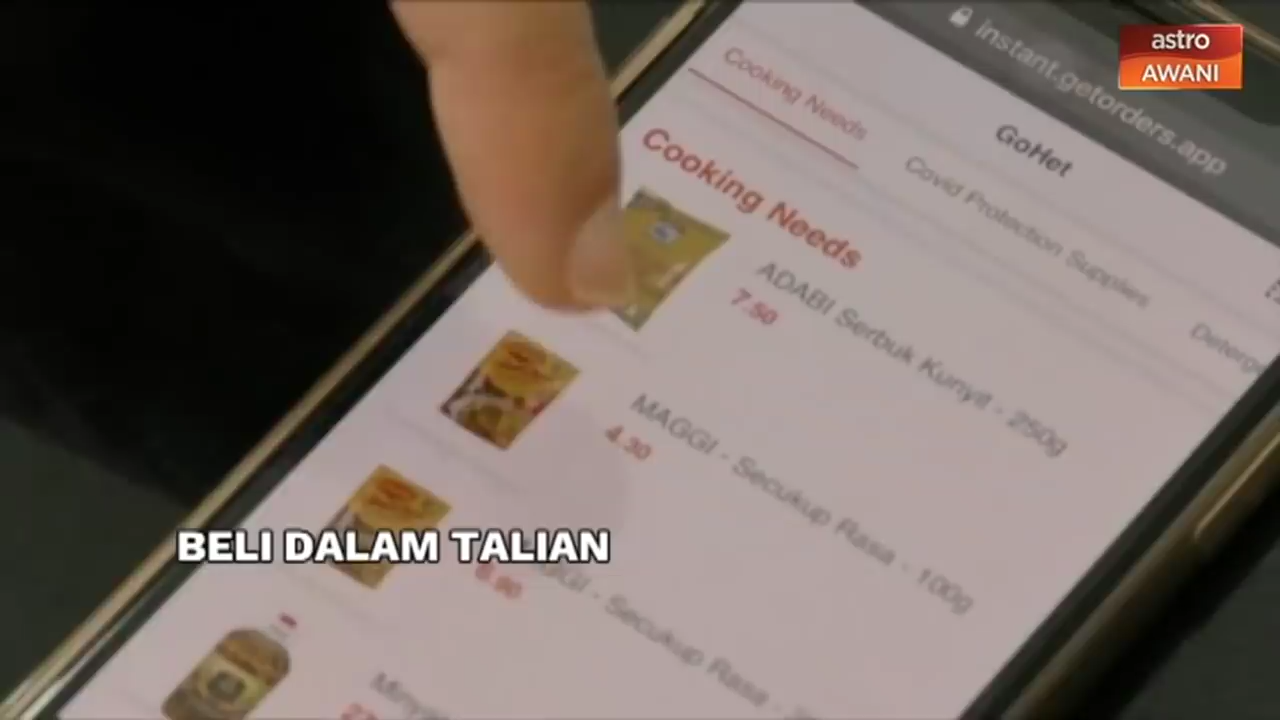 astro
AWANI
instant.getorders.app
GoHet
Cooking Needs
Covid Protection Supplies
Cooking Needs
ADABI Serbuk Kunyit - 250g
7.50
MAGGI - Secukup Rasa - 100g
4.30
- Secukup Rasa -
BELI DALAM TALIAN